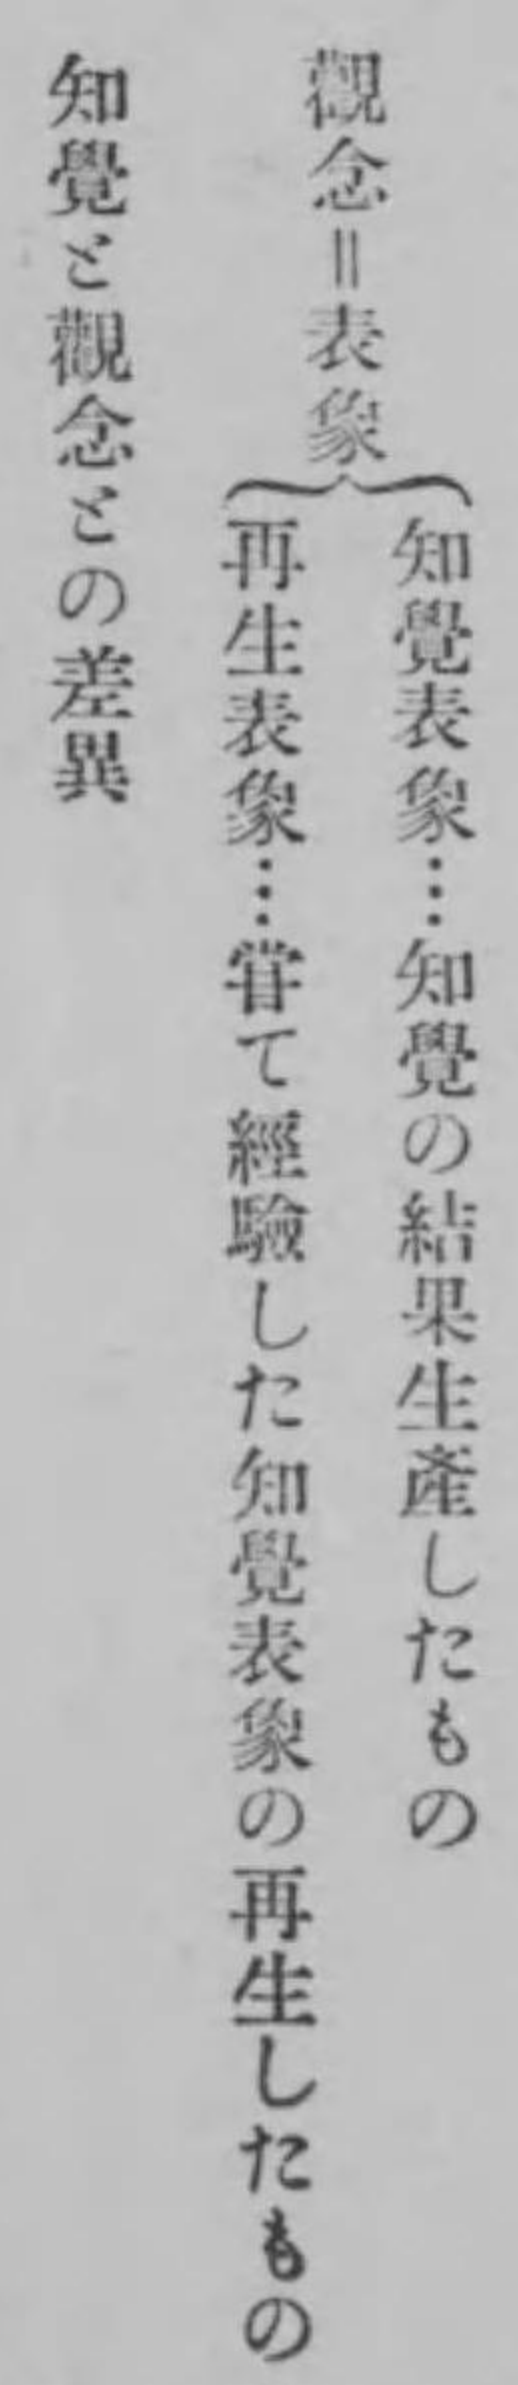 觀念＝表象
知覺表象…知覺の結果生產したもの
再生表象…甞て經驗した知覺表象の再生したもの
知覺と觀念との差異